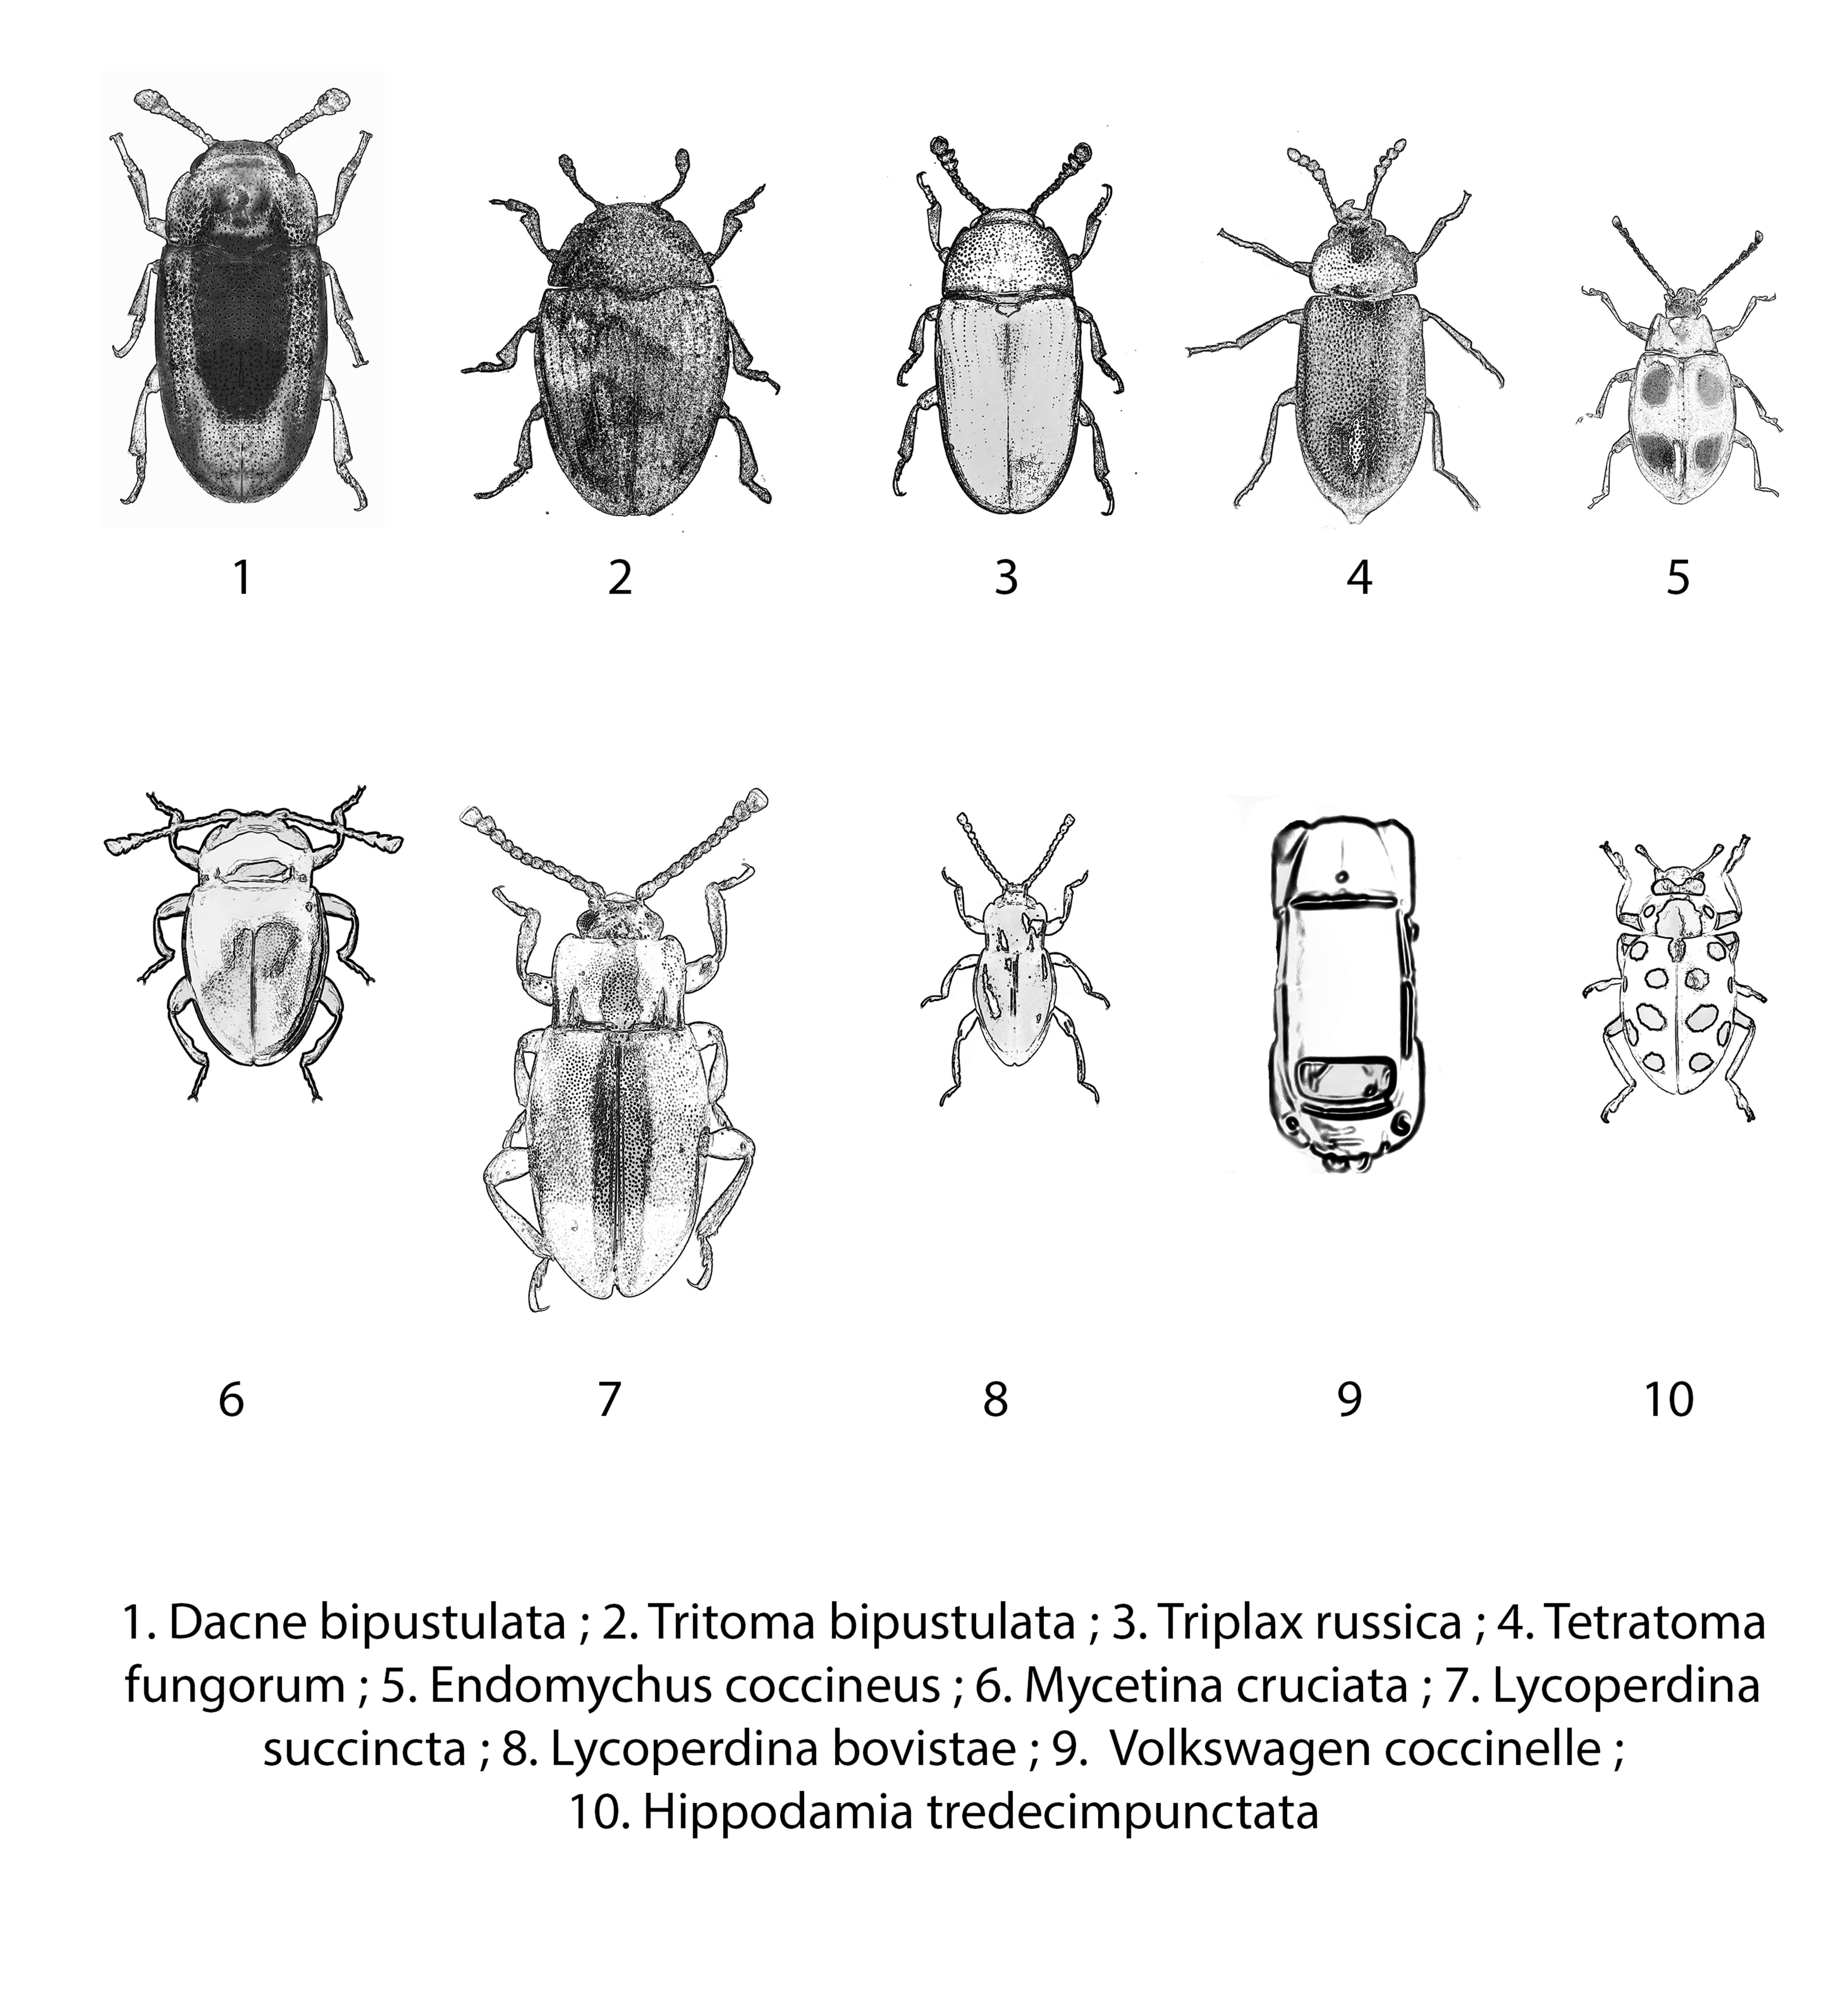 1 2 3 4 5
6 7 8 9 10
1. Dacne bipustulata ; 2. Tritoma bipustulata ; 3. Triplax russica ; 4. Tetratoma
fungorum ; 5. Endomychus coccineus ; 6. Mycetina cruciata ; 7. Lycoperdina
succincta ; 8. Lycoperdina bovistae ; 9.  Volkswagen coccinelle ;
10. Hippodamia tredecimpunctata